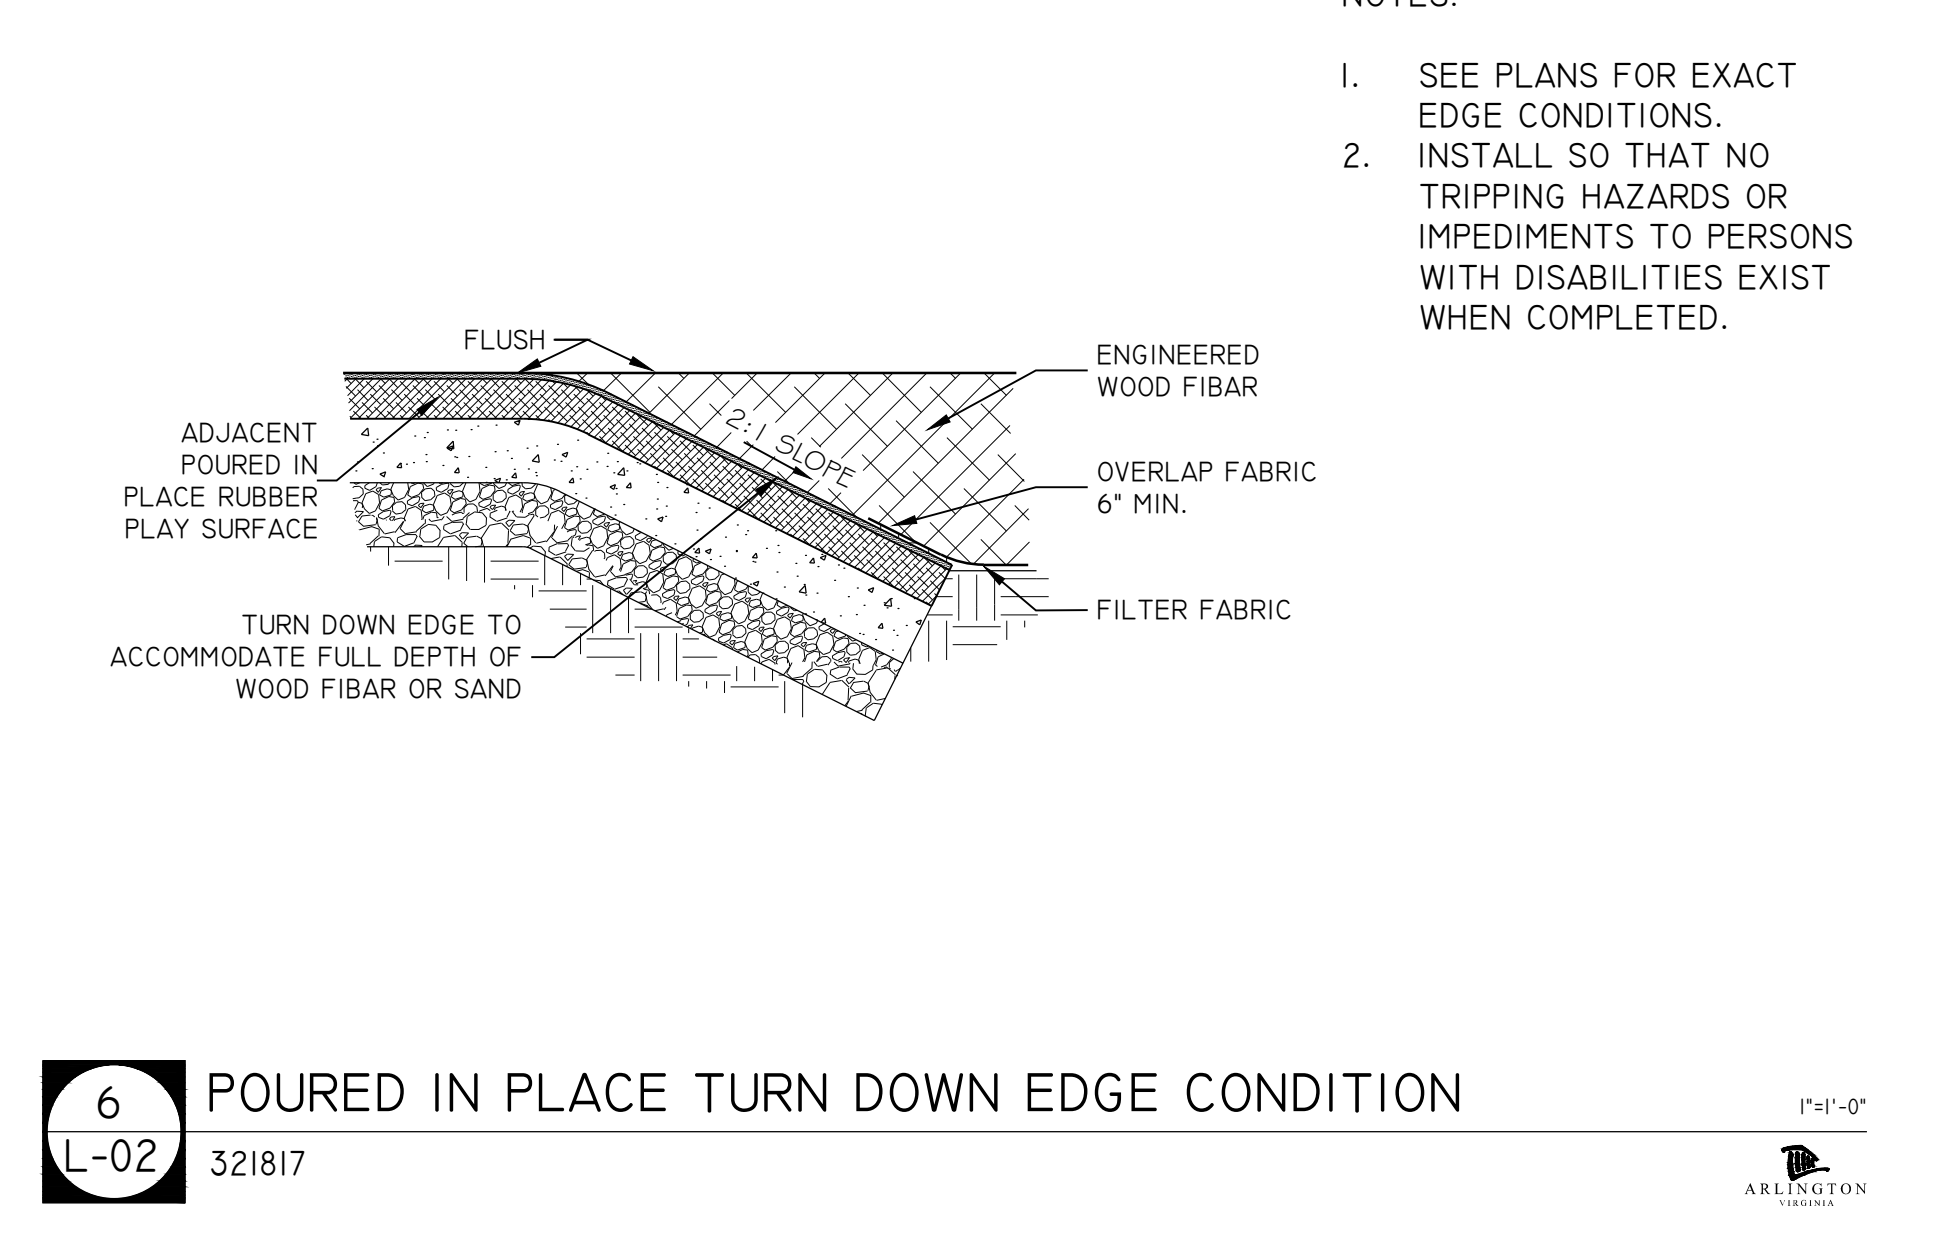 NOTES:
1. SEE PLANS FOR EXACT
EDGE CONDITIONS.
2. INSTALL SO THAT NO
TRIPPING HAZARDS OR
IMPEDIMENTS TO PERSONS
WITH DISABILITIES EXIST
WHEN COMPLETED.
FLUSH
ENGINEERED
WOOD FIBAR
2:1 SLOPE
ADJACENT
POURED IN
PLACE RUBBER
PLAY SURFACE
OVERLAP FABRIC
6" MIN.
FILTER FABRIC
TURN DOWN EDGE TO
ACCOMMODATE FULL DEPTH OF
WOOD FIBAR OR SAND
6
L-02
POURED IN PLACE TURN DOWN EDGE CONDITION
1"=1'-0"
321817
ARLINGTON
VIRGINIA